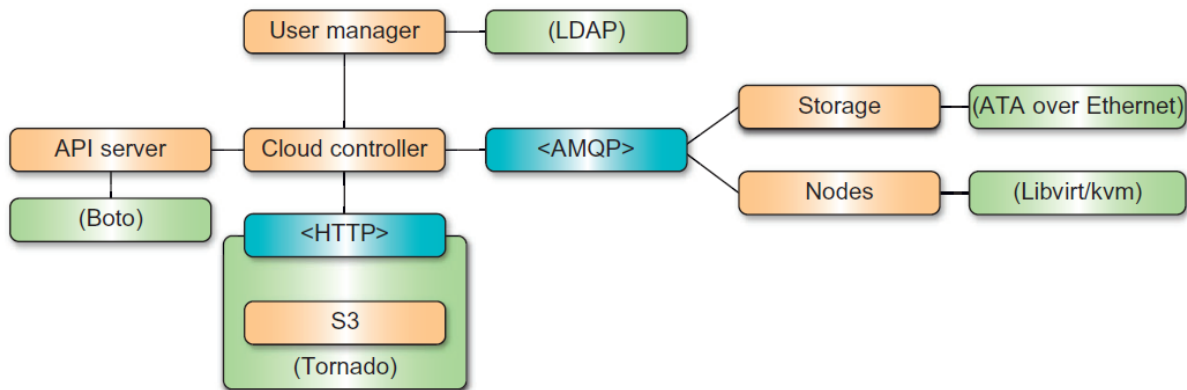 User manager
(LDAP)
Storage
(ATA over Ethernet)
API server
Cloud controller
<AMQP>
Nodes
(Libvirt/kvm)
(Boto)
<HTTP>
S3
(Tornado)